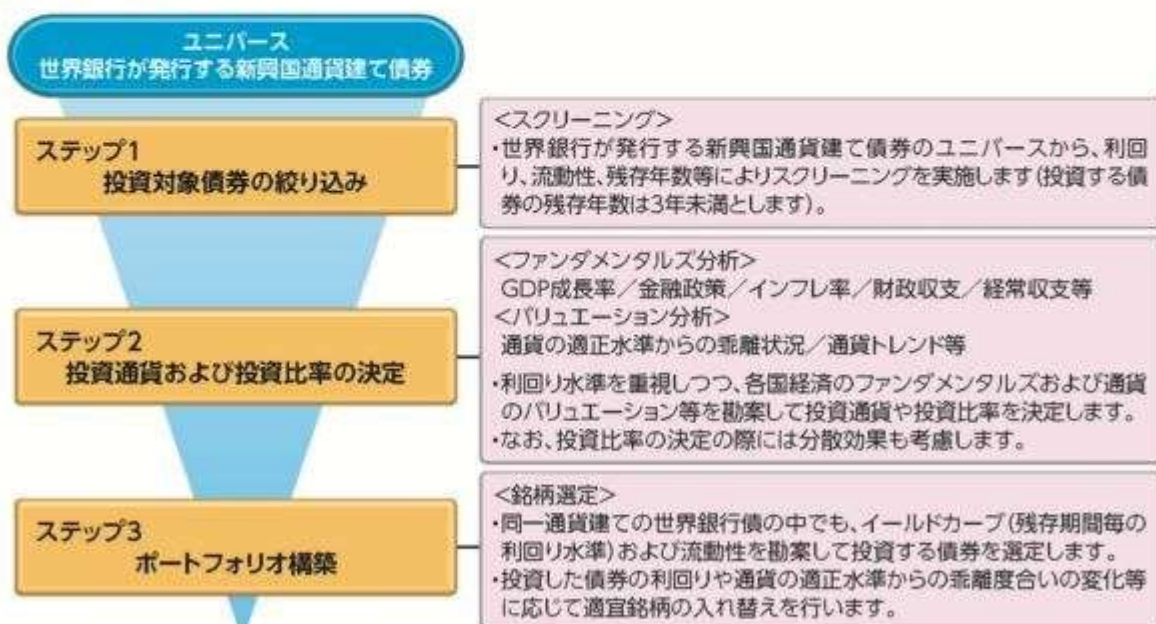 ユニバース
世界銀行が発行する新興国通貨建て債券
ステップ1
投資対象債券の絞り込み
<スクリーニング>
・世界銀行が発行する新興国通貨建て債券のユニバースから、利回
り、流動性、残存年数等によりスクリーニングを実施します(投資する債
券の残存年数は3年未満とします)。
ステップ2
投資通貨および投資比率の決定
<ファンダメンタルズ分析>
GDP成長率／金融政策／インフレ率／財政収支／経常収支等
<バリュエーション分析>
通貨の適正水準からの乖離状況／通貨トレンド等
・利回り水準を重視しつつ、各国経済のファンダメンタルズおよび通貨
のバリュエーション等を勘案して投資通貨や投資比率を決定します。
・なお、投資比率の決定の際には分散効果も考慮します。
ステップ3
ポートフォリオ構築
<銘柄選定>
・同一通貨建ての世界銀行債の中でも、イールドカーブ(残存期間毎の
利回り水準)および流動性を勘案して投資する債券を選定します。
・投資した債券の利回りや通貨の適正水準からの乖離度合いの変化等
に応じて適宜銘柄の入れ替えを行います。